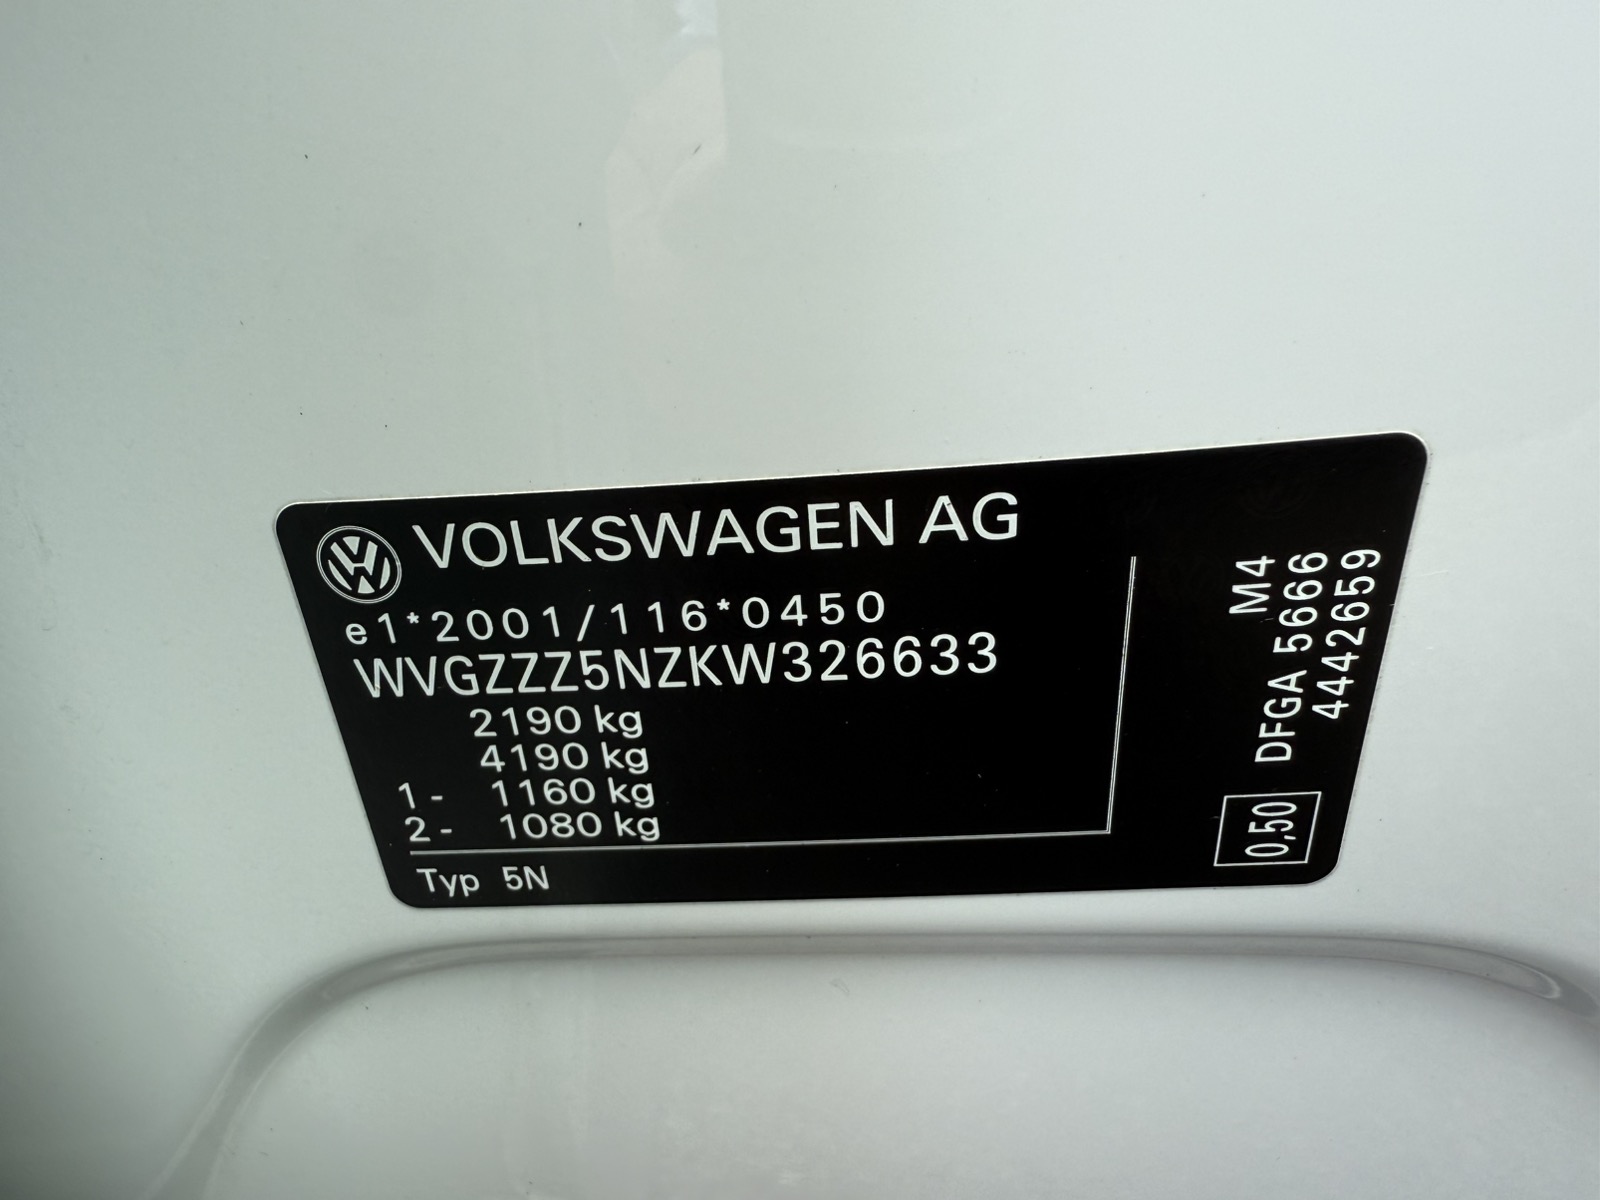 VOLKSWAGEN AG
e1*2001/116*0450
WVGZZZ5NZKW326633
2190 kg
4190 kg
1- 1160 kg
2- 1080 kg
Typ 5N
M4
DFGA 5666
4442659
0,50